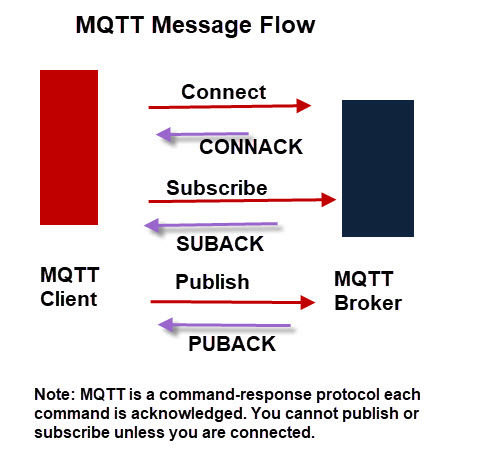 MQTT Message Flow
Connect
CONNACK
Subscribe
SUBACK
MQTT
Client
Publish
MQTT
Broker
PUBACK
Note: MQTT is a command-response protocol each
command is acknowledged. You cannot publish or
subscribe unless you are connected.